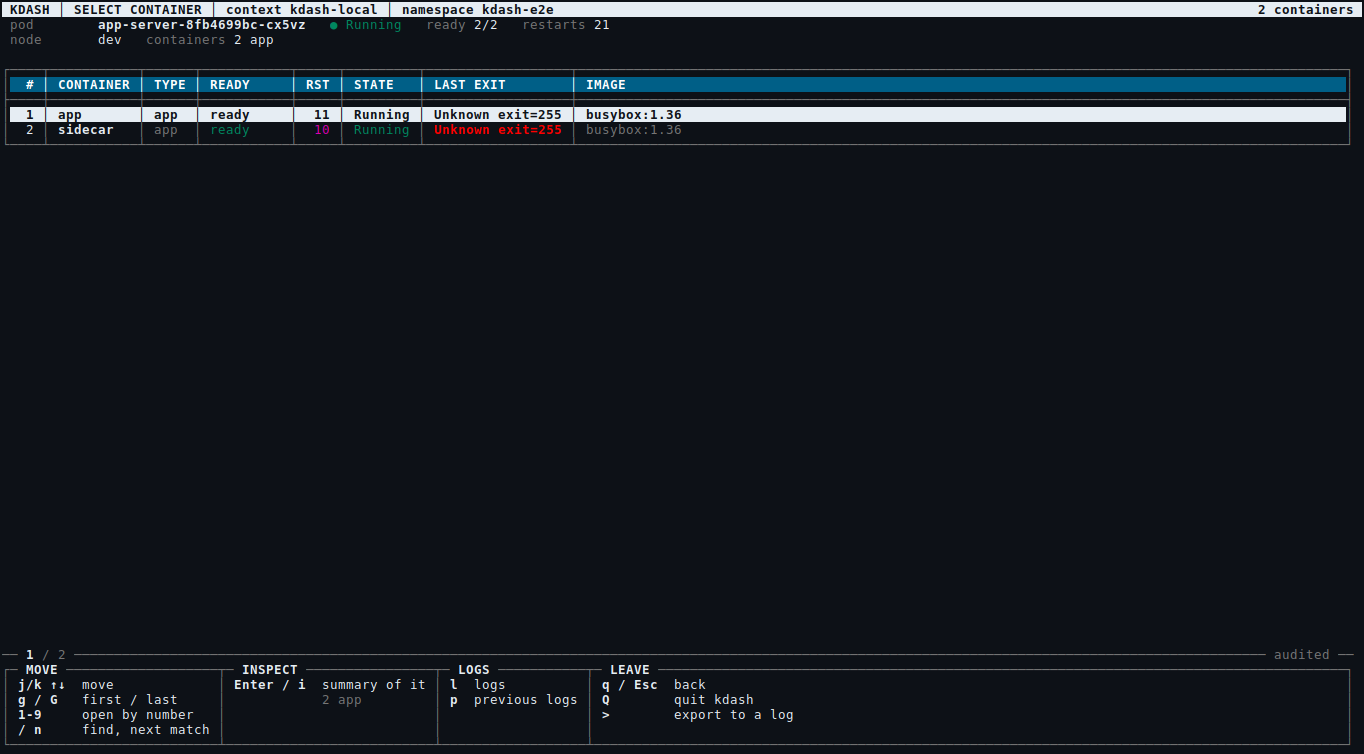 KDASH │ SELECT CONTAINER │ context kdash-local │ namespace kdash-e2e 2 containers
pod app-server-8fb4699bc-cx5vz ● Running ready 2/2 restarts 21
node dev containers 2 app
# │ CONTAINER │ TYPE │ READY │ RST │ STATE │ LAST EXIT │ IMAGE
1 │ app │ app │ ready │ 11 │ Running │ Unknown exit=255 │ busybox:1.36
2 │ sidecar │ app │ ready │ 10 │ Running │ Unknown exit=255 │ busybox:1.36
1 / 2 audited
MOVE INSPECT LOGS LEAVE
j/k ↑↓ move │ Enter / i summary of it │ l logs │ q / Esc back
g / G first / last │ 2 app │ p previous logs │ Q quit kdash
1-9 open by number │ > export to a log
/ n find, next match